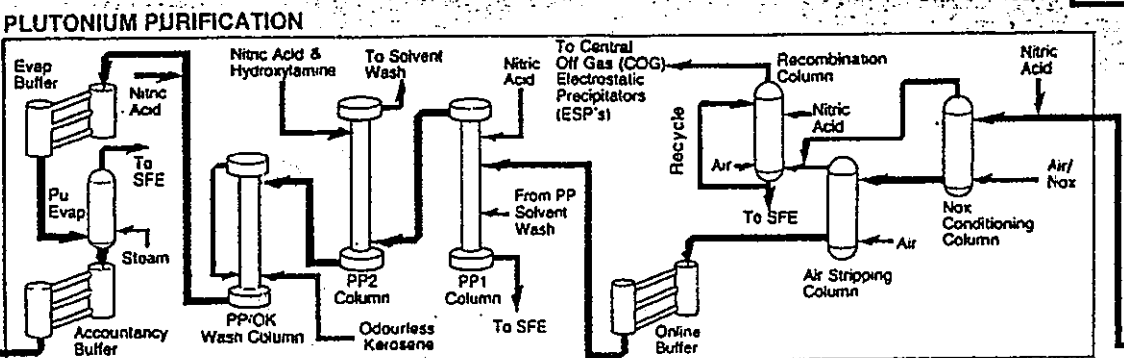 PLUTONIUM PURIFICATION
Evap
Buffer
Nitric
Acid
To
SFE
Pu
Evap
Steam
Accountancy
Buffer
Nitric Acid &
Hydroxylamine
To Solvent
Wash
Nitric
Acid
From PP
Solvent
Wash
PP2
Column
PP1
Column
PP/OK
Wash Column
Odourless
Kerosene
To SFE
To Central
Off Gas (COG)
Electrostatic
Precipitators
(ESP's)
Recombination
Column
Recycle
Nitric
Acid
Air
To SFE
Nitric
Acid
Air/
Nox
Nox
Conditioning
Column
Air
Air Stripping
Column
Online
Buffer